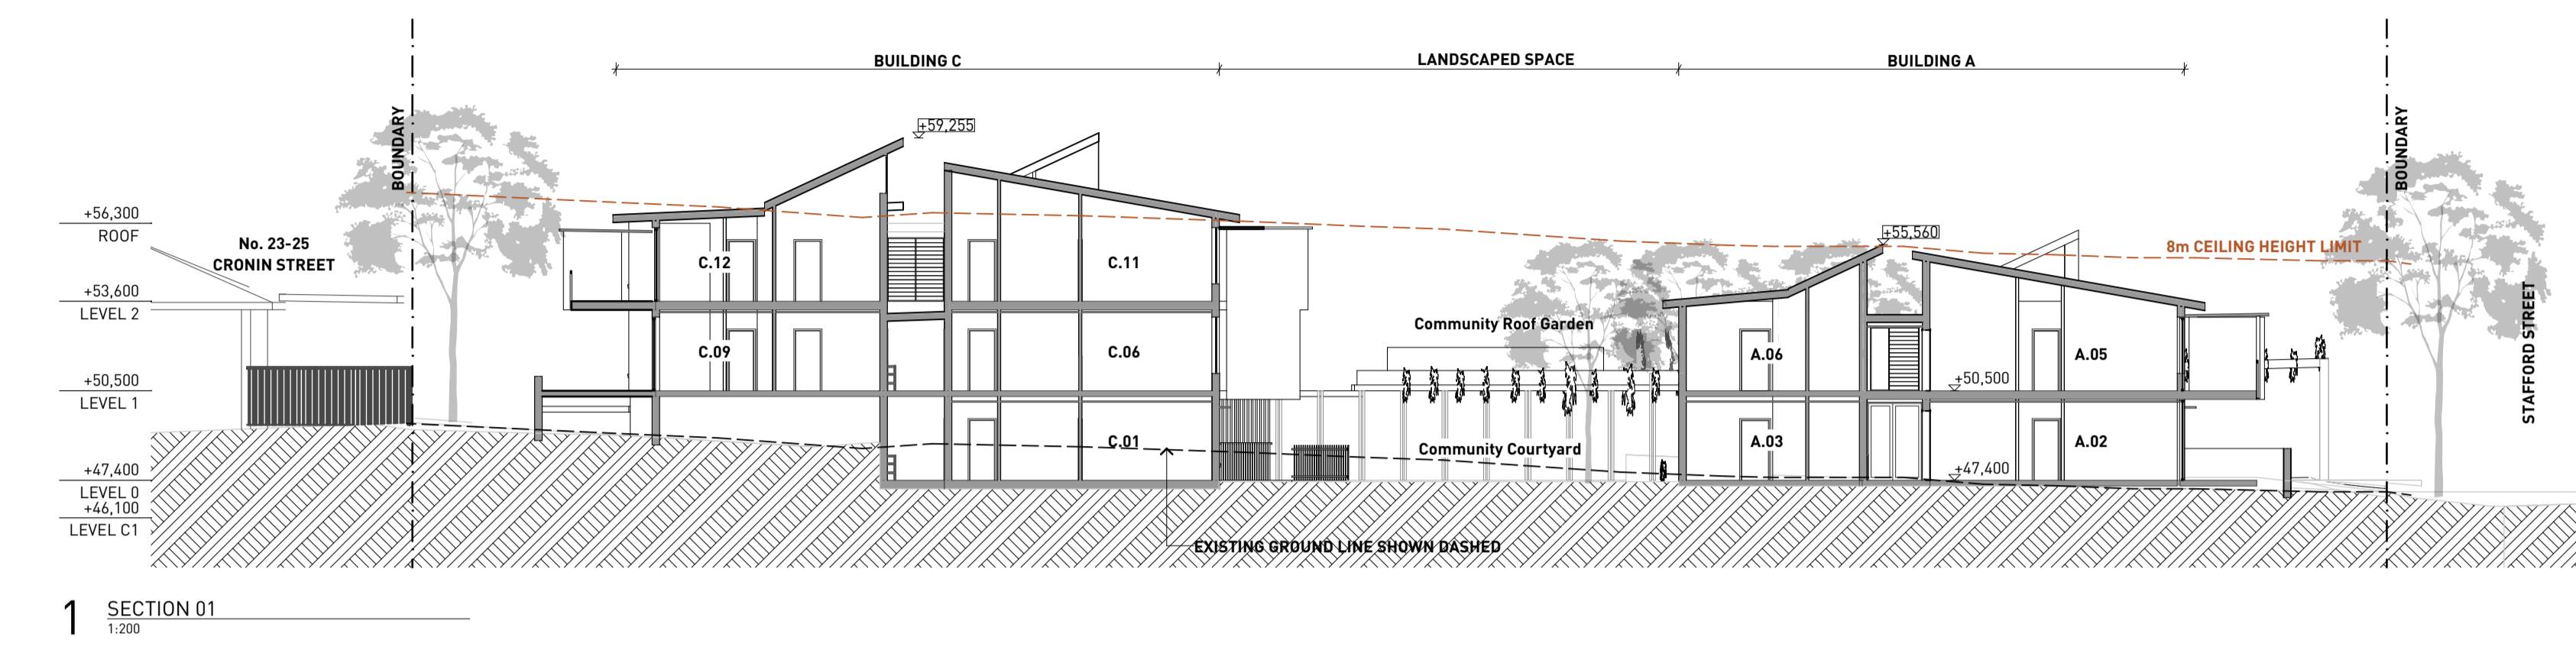 BUILDING C
LANDSCAPED SPACE
BUILDING A
BOUNDARY
BOUNDARY
+59,255
+56,300
ROOF
No. 23-25
CRONIN STREET
+55,560
8m CEILING HEIGHT LIMIT
C.12
C.11
+53,600
LEVEL 2
STAFFORD STREET
Community Roof Garden
C.09
C.06
A.06
A.05
+50,500
LEVEL 1
+50,500
C.01
Community Courtyard
A.03
A.02
+47,400
LEVEL 0
+47,400
+46,100
LEVEL C1
EXISTING GROUND LINE SHOWN DASHED
1
SECTION 01
1:200